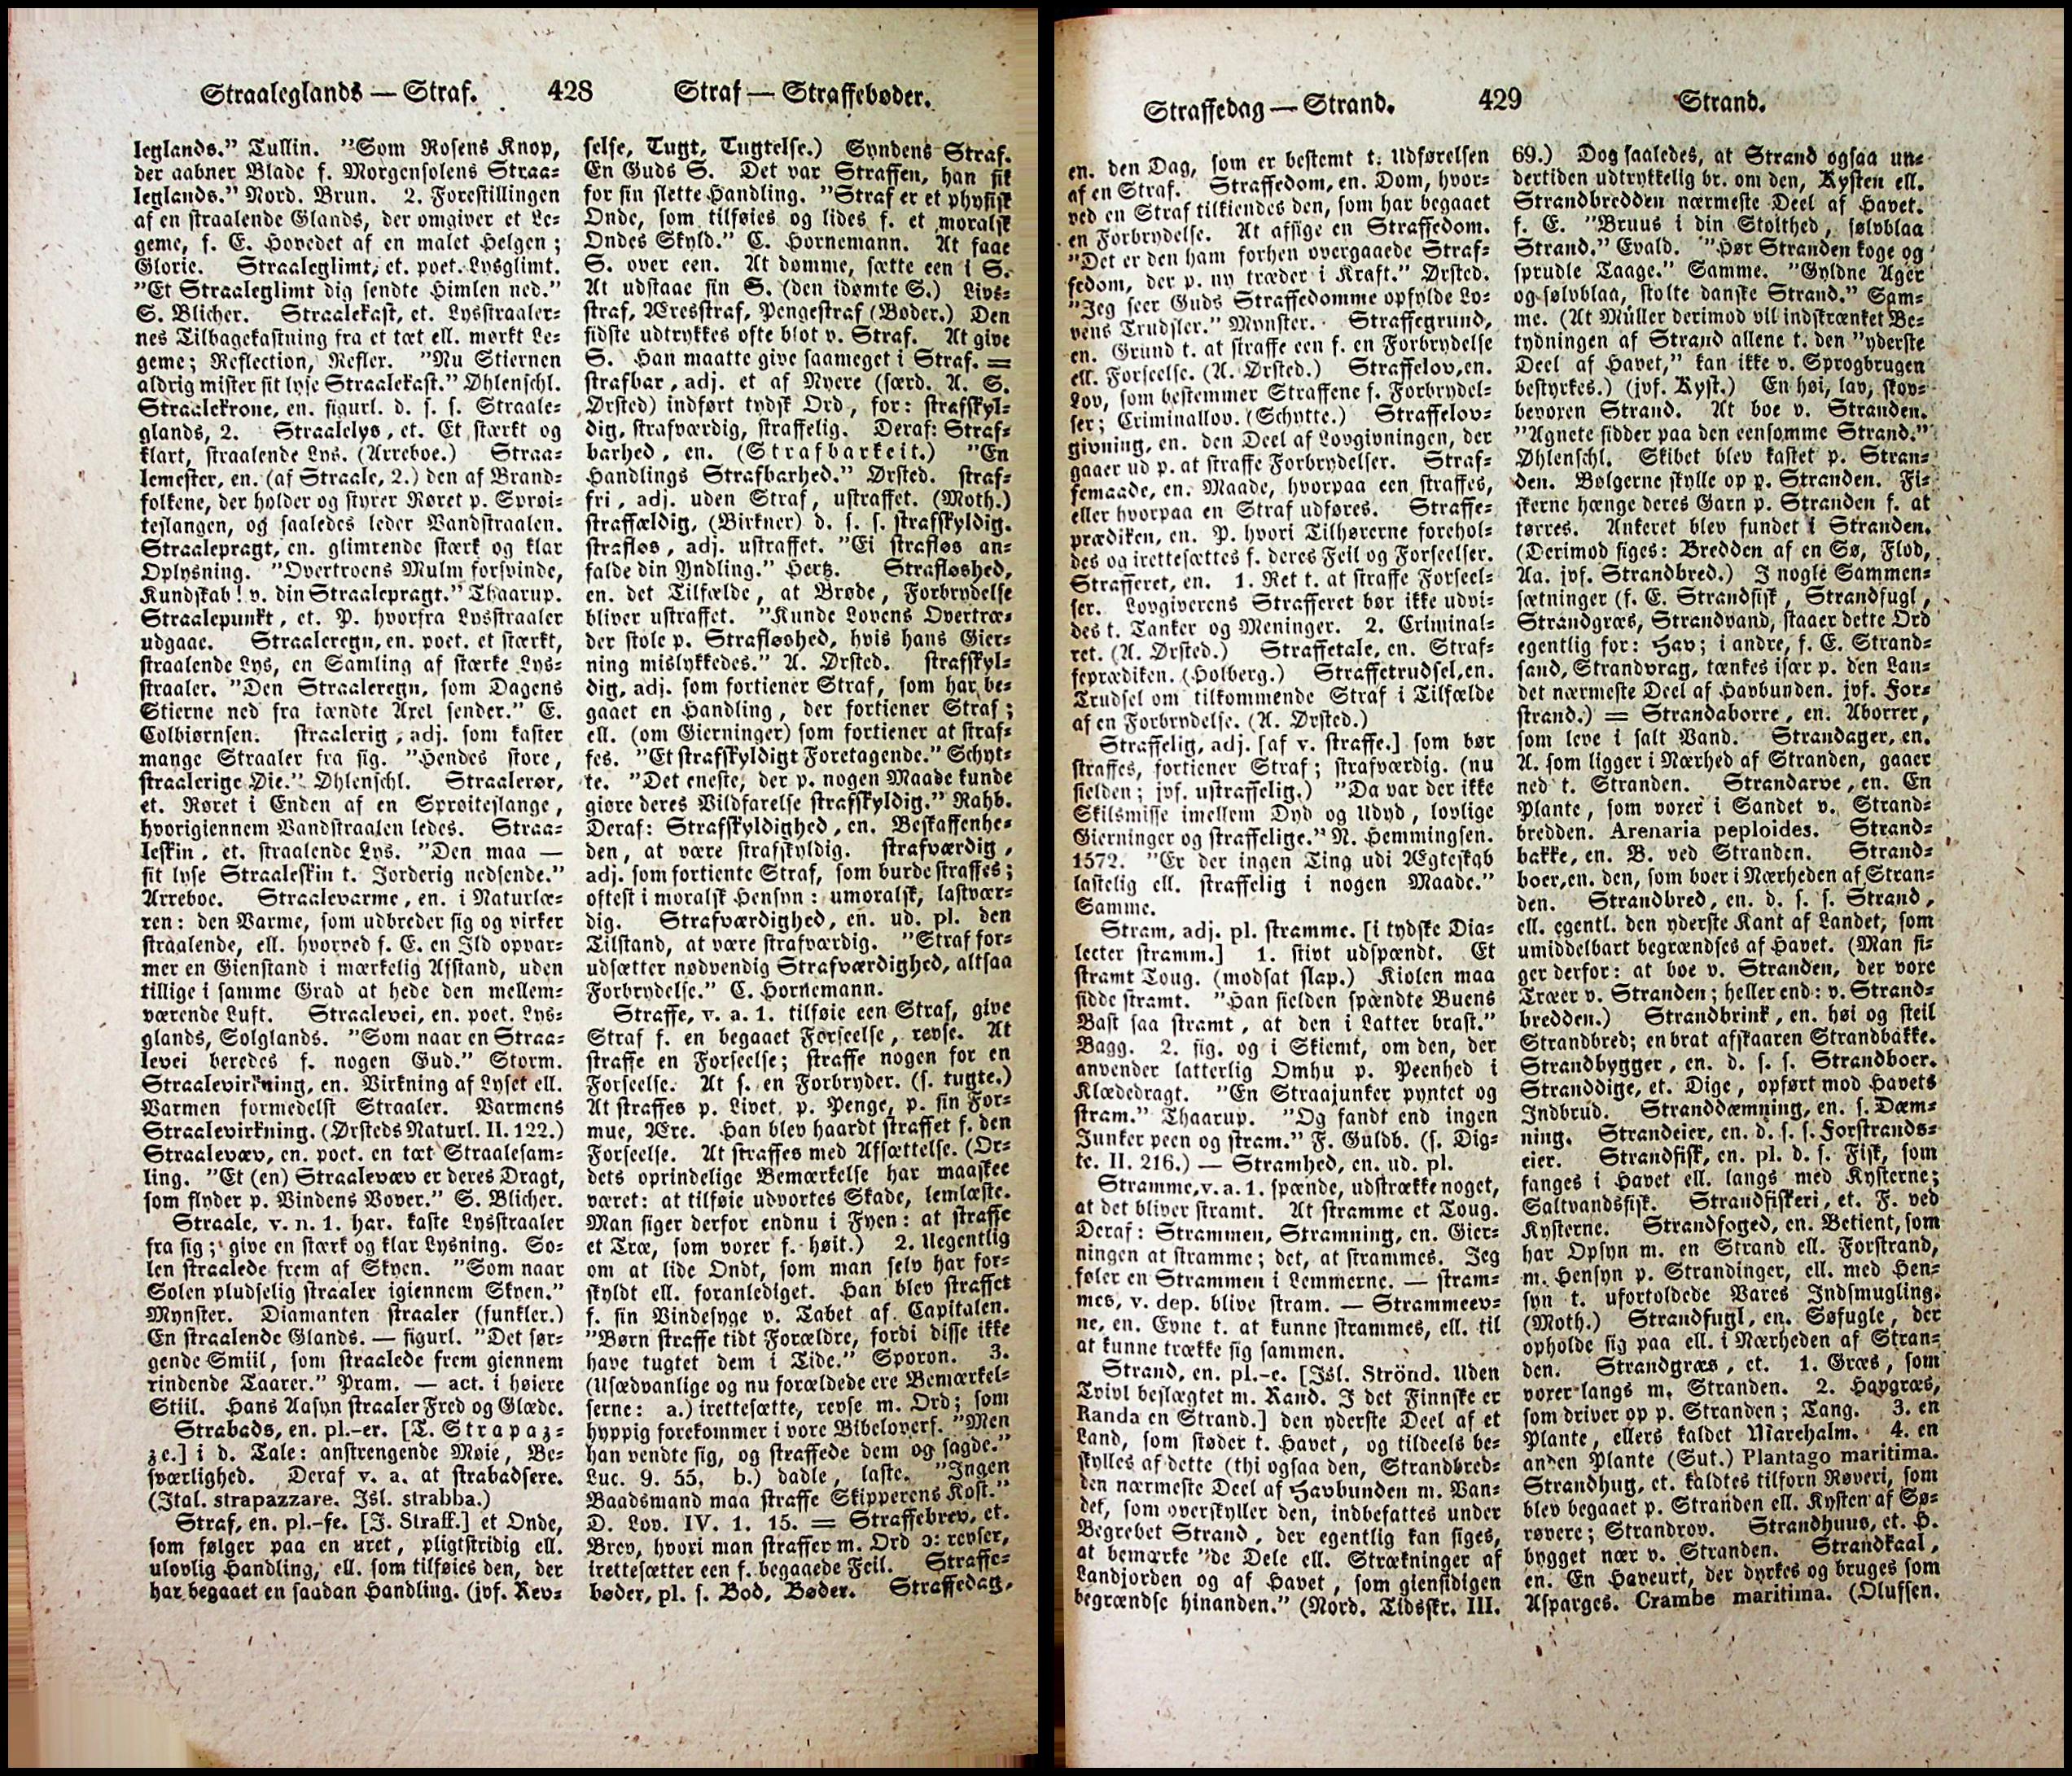 Straaleglands — Straf. 428 Straf — Straffebøder.
leglands.” Tullin. ”Som Rosens Knop,
der aabner Blade f. Morgensolens Straa=
leglands.” Nord. Brun. 2. Forestillingen
af en straalende Glands, der omgiver et Le=
geme, f. E. Hovedet af en malet Helgen;
Glorie. Straaleglimt, et. poet. Lysglimt.
”Et Straaleglimt dig sendte Himlen ned.”
S. Blicher. Straalekast, et. Lysstraaler=
nes Tilbagekastning fra et tæt ell. mørkt Le=
geme; Reflection, Reflex. ”Nu Stiernen
aldrig mister sit lyse Straalekast.” Øhlenschl.
Straalekrone, en. figurl. d. s. s. Straale=
glands, 2. Straalelys, et. Et stærkt og
klart, straalende Lys. (Arreboe.) Straa=
lemester, en. (af Straale, 2.) den af Brand=
folkene, der holder og styrer Røret p. Sprøi=
teslangen, og saaledes leder Vandstraalen.
Straalepragt, en. glimrende stærk og klar
Oplysning. ”Overtroens Mulm forsvinde,
Kundskab! v. din Straalepragt.” Thaarup.
Straalepunkt, et. P. hvorfra Lysstraaler
udgaae. Straaleregn, en. poet. et stærkt,
straalende Lys, en Samling af stærke Lys=
straaler. ”Den Straaleregn, som Dagens
Stierne ned fra tændte Axel sender.” E.
Colbiørnsen. straalerig, adj. som kaster
mange Straaler fra sig. ”Hendes store,
straalerige Øie.” Øhlenschl. Straalerør,
et. Røret i Enden af en Sprøiteslange,
hvorigiennem Vandstraalen ledes. Straa=
leskin, et. straalende Lys. ”Den maa —
sit lyse Straaleskin t. Jorderig nedsende.”
Arreboe. Straalevarme, en. i Naturlæ=
ren: den Varme, som udbreder sig og virker
straalende, ell. hvorved f. E. en Ild opvar=
mer en Gienstand i mærkelig Afstand, uden
tillige i samme Grad at hede den mellem=
værende Luft. Straalevei, en. poet. Lys=
glands, Solglands. ”Som naar en Straa=
levei beredes f. nogen Gud.” Storm.
Straalevirkning, en. Virkning af Lyset ell.
Varmen formedelst Straaler. Varmens
Straalevirkning. (Ørsteds Naturl. II. 122.)
Straalevæv, en. poet. en tæt Straalesam=
ling. ”Et (en) Straalevæv er deres Dragt,
som flyder p. Vindens Vover.” S. Blicher.
Straale, v. n. 1. har. kaste Lysstraaler
fra sig; give en stærk og klar Lysning. So=
len straalede frem af Skyen. ”Som naar
Solen pludselig straaler igiennem Skyen.”
Mynster. Diamanten straaler (funkler.)
En straalende Glands. — figurl. ”Det sør=
gende Smiil, som straalede frem giennem
rindende Taarer.” Pram. — act. i høiere
Stiil. Hans Aasyn straaler Fred og Glæde.
Strabads, en. pl.-er. [T. Strapaz=
ze.] i d. Tale: anstrengende Møie, Be=
sværlighed. Deraf v. a. at strabadsere.
(Ital. strapazzare. Isl. strabba.)
Straf, en. pl.-fe. [J. Straff.] et Onde,
som følger paa en uret, pligtstridig ell.
ulovlig Handling, ell. som tilføies den, der
har begaaet en saadan Handling. (jvf. Rev=
selse, Tugt, Tugtelse.) Syndens Straf.
En Guds S. Det var Straffen, han fik
for sin slette Handling. ”Straf er et physisk
Onde, som tilføies og lides f. et moralsk
Ondes Skyld.” C. Hornemann. At faae
S. over een. At dømme, sætte een i S.
At udstaae sin S. (den idømte S.) Livs=
straf, Æresstraf, Pengestraf (Bøder.) Den
sidste udtrykkes ofte blot v. Straf. At give
S. Han maatte give saameget i Straf. =
strafbar, adj. et af Nyere (særd. A. S.
Ørsted) indført tydsk Ord, for: strafskyl=
dig, strafværdig, straffelig. Deraf: Straf=
barhed, en. (Strafbarkeit.) ”En
Handlings Strafbarhed.” Ørsted. straf=
fri, adj. uden Straf, ustraffet. (Moth.)
straffældig, (Birkner) d. s. s. strafskyldig.
strafløs, adj. ustraffet. ”Ei strafløs an=
falde din Yndling.” Hertz. Strafløshed,
en. det Tilfælde, at Brøde, Forbrydelse
bliver ustraffet. ”Kunde Lovens Overtræ=
der stole p. Strafløshed, hvis hans Gier=
ning mislykkedes.” A. Ørsted. strafskyl=
dig, adj. som fortiener Straf, som har be=
gaaet en Handling, der fortiener Straf;
ell. (om Gierninger) som fortiener at straf=
fes. ”Et strafskyldigt Foretagende.” Schyt=
te. ”Det eneste, der p. nogen Maade kunde
giøre deres Vildfarelse strafskyldig.” Rahb.
Deraf: Strafskyldighed, en. Beskaffenhe=
den, at være strafskyldig. strafværdig,
adj. som fortiente Straf, som burde straffes;
oftest i moralsk Hensyn: umoralsk, lastvær=
dig. Strafværdighed, en. ud. pl. den
Tilstand, at være strafværdig. ”Straf for=
udsætter nødvendig Strafværdighed, altsaa
Forbrydelse.” C. Hornemann.
Straffe, v. a. 1. tilføie een Straf, give
Straf f. en begaaet Forseelse, revse. At
straffe en Forseelse; straffe nogen for en
Forseelse. At s. en Forbryder. (s. tugte.)
At straffes p. Livet, p. Penge, p. sin For=
mue, Ære. Han blev haardt straffet f. den
Forseelse. At straffes med Afsættelse. (Or=
dets oprindelige Bemærkelse har maaskee
været: at tilføie udvortes Skade, lemlæste.
Man siger derfor endnu i Fyen: at straffe
et Træ, som voxer f. høit.) 2. Uegentlig
om at lide Ondt, som man selv har for=
skyldt ell. foranlediget. Han blev straffet
f. sin Vindesyge v. Tabet af Capitalen.
”Børn straffe tidt Forældre, fordi disse ikke
have tugtet dem i Tide.” Sporon. 3.
(Usædvanlige og nu forældede ere Bemærkel=
serne: a.) irettesætte, revse m. Ord; som
hyppig forekommer i vore Bibelovers. ”Men
han vendte sig, og straffede dem og sagde.”
Luc. 9. 55. b.) dadle, laste. ”Ingen
Baadsmand maa straffe Skipperens Kost.”
D. Lov. IV. 1. 15. = Straffebrev, et.
Brev, hvori man straffer m. Ord ɔ: revser,
irettesætter een f. begaaede Feil. Straffe=
bøder, pl. s. Bod, Bøder. Straffedag,
Straffedag — Strand. 429 Strand.
en. den Dag, som er bestemt t. Udførelsen
af en Straf. Straffedom, en. Dom, hvor=
ved en Straf tilkiendes den, som har begaaet
en Forbrydelse. At afsige en Straffedom.
”Det er den ham forhen overgaaede Straf=
fedom, der p. ny træder i Kraft.” Ørsted.
”Jeg seer Guds Straffedomme opfylde Lo=
vens Trudsler.” Mynster. Straffegrund,
en. Grund t. at straffe een f. en Forbrydelse
ell. Forseelse. (A. Ørsted.) Straffelov, en.
Lov, som bestemmer Straffene f. Forbrydel=
ser; Criminallov. (Schytte.) Straffelov=
givning, en. den Deel af Lovgivningen, der
gaaer ud p. at straffe Forbrydelser. Straf=
femaade, en. Maade, hvorpaa een straffes,
eller hvorpaa en Straf udføres. Straffe=
prædiken, en. P. hvori Tilhørerne forehol=
des og irettesættes f. deres Feil og Forseelser.
Strafferet, en. 1. Ret t. at straffe Forseel=
ser. Lovgiverens Strafferet bør ikke udvi=
des t. Tanker og Meninger. 2. Criminal=
ret. (A. Ørsted.) Straffetale, en. Straf=
feprædiken. (Holberg.) Straffetrudsel, en.
Trudsel om tilkommende Straf i Tilfælde
af en Forbrydelse. (A. Ørsted.)
Straffelig, adj. [af v. straffe.] som bør
straffes, fortiener Straf; strafværdig. (nu
sielden; jvf. ustraffelig.) ”Da var der ikke
Skilsmisse imellem Dyd og Udyd, lovlige
Gierninger og straffelige.” N. Hemmingsen.
1572. ”Er der ingen Ting udi Ægteskab
lastelig ell. straffelig i nogen Maade.”
Samme.
Stram, adj. pl. stramme. [i tydske Dia=
lecter stramm.] 1. stivt udspændt. Et
stramt Toug. (modsat slap.) Kiolen maa
sidde stramt. ”Han sielden spændte Buens
Bast saa stramt, at den i Latter brast.”
Bagg. 2. fig. og i Skiemt, om den, der
anvender latterlig Omhu p. Peenhed i
Klædedragt. ”En Straajunker pyntet og
stram.” Thaarup. ”Og fandt end ingen
Junker peen og stram.” F. Guldb. (s. Dig=
te. II. 216.) — Stramhed, en. ud. pl.
Stramme, v. a. 1. spænde, udstrække noget,
at det bliver stramt. At stramme et Toug.
Deraf: Strammen, Stramning, en. Gier=
ningen at stramme; det, at strammes. Jeg
føler en Strammen i Lemmerne. — stram=
mes, v. dep. blive stram. — Strammeev=
ne, en. Evne t. at kunne strammes, ell. til
at kunne trække sig sammen.
Strand, en. pl.-e. [Isl. Strönd. Uden
Tvivl beslægtet m. Rand. I det Finnske er
Randa en Strand.] den yderste Deel af et
Land, som støder t. Havet, og tildeels be=
skylles af dette (thi ogsaa den, Strandbred=
den nærmeste Deel af Havbunden m. Van=
det, som overskyller den, indbefattes under
Begrebet Strand, der egentlig kan siges,
at bemærke ”de Dele ell. Strækninger af
Landjorden og af Havet, som giensidigen
begrændse hinanden.” (Nord. Tidsskr. III.
69.) Dog saaledes, at Strand ogsaa un=
dertiden udtrykkelig br. om den, Kysten ell.
Strandbredden nærmeste Deel af Havet.
f. E. ”Bruus i din Stolthed, sølvblaa
Strand.” Evald. ”Hør Stranden koge og
sprudle Taage.” Samme. ”Gyldne Ager
og sølvblaa, stolte danske Strand.” Sam=
me. (At Müller derimod vil indskrænket Be=
tydningen af Strand allene t. den ”yderste
Deel af Havet,” kan ikke v. Sprogbrugen
bestyrkes.) (jvf. Kyst.) En høi, lav, skov=
bevoxen Strand. At boe v. Stranden.
”Agnete sidder paa den eensomme Strand.”
Øhlenschl. Skibet blev kastet p. Stran=
den. Bølgerne skylle op p. Stranden. Fi=
skerne hænge deres Garn p. Stranden f. at
tørres. Ankeret blev fundet i Stranden.
(Derimod siges: Bredden af en Sø, Flod,
Aa. jvf. Strandbred.) I nogle Sammen=
sætninger (f. E. Strandfisk, Strandfugl,
Strandgræs, Strandvand, staaer dette Ord
egentlig for: Hav; i andre, f. E. Strand=
sand, Strandvrag, tænkes især p. den Lan=
det nærmeste Deel af Havbunden. jvf. For=
strand.) = Strandaborre, en. Aborrer,
som leve i salt Vand. Strandager, en.
A. som ligger i Nærhed af Stranden, gaaer
ned t. Stranden. Strandarve, en. En
Plante, som voxer i Sandet v. Strand=
bredden. Arenaria peploides. Strand=
bakke, en. B. ved Stranden. Strand=
boer, en. den, som boer i Nærheden af Stran=
den. Strandbred, en. d. s. s. Strand,
ell. egentl. den yderste Kant af Landet, som
umiddelbart begrændses af Havet. (Man si=
ger derfor: at boe v. Stranden, der voxe
Træer v. Stranden; heller end: v. Strand=
bredden.) Strandbrink, en. høi og steil
Strandbred; en brat afskaaren Strandbakke.
Strandbygger, en. d. s. s. Strandboer.
Stranddige, et. Dige, opført mod Havets
Indbrud. Stranddæmning, en. s. Dæm=
ning. Strandeier, en. d. s. s. Forstrands=
eier. Strandfisk, en. pl. d. s. Fisk, som
fanges i Havet ell. langs med Kysterne;
Saltvandsfisk. Strandfiskeri, et. F. ved
Kysterne. Strandfoged, en. Betient, som
har Opsyn m. en Strand ell. Forstrand,
m. Hensyn p. Strandinger, ell. med Hen=
syn t. ufortoldede Vares Indsmugling.
(Moth.) Strandfugl, en. Søfugle, der
opholde sig paa ell. i Nærheden af Stran=
den. Strandgræs, et. 1. Græs, som
voxer langs m. Stranden. 2. Havgræs,
som driver op p. Stranden; Tang. 3. en
Plante, ellers kaldet Marehalm. 4. en
anden Plante (Sut.) Plantago maritima.
Strandhug, et. kaldtes tilforn Røveri, som
blev begaaet p. Stranden ell. Kysten af Sø=
røvere; Strandrov. Strandhuus, et. H.
bygget nær v. Stranden. Strandkaal,
en. En Haveurt, der dyrkes og bruges som
Asparges. Crambe maritima. (Olufsen.